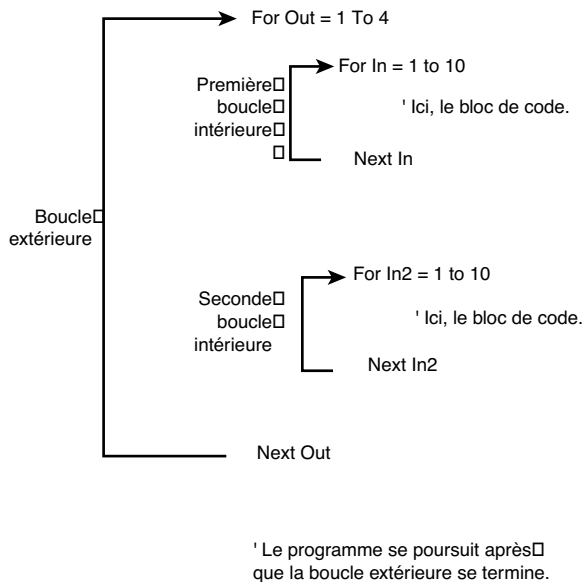 For Out = 1 To 4
For In = 1 to 10
Première
boucle
intérieure
' Ici, le bloc de code.
Next In
Boucle
extérieure
For In2 = 1 to 10
Seconde
boucle
intérieure
' Ici, le bloc de code.
Next In2
Next Out
' Le programme se poursuit après
que la boucle extérieure se termine.